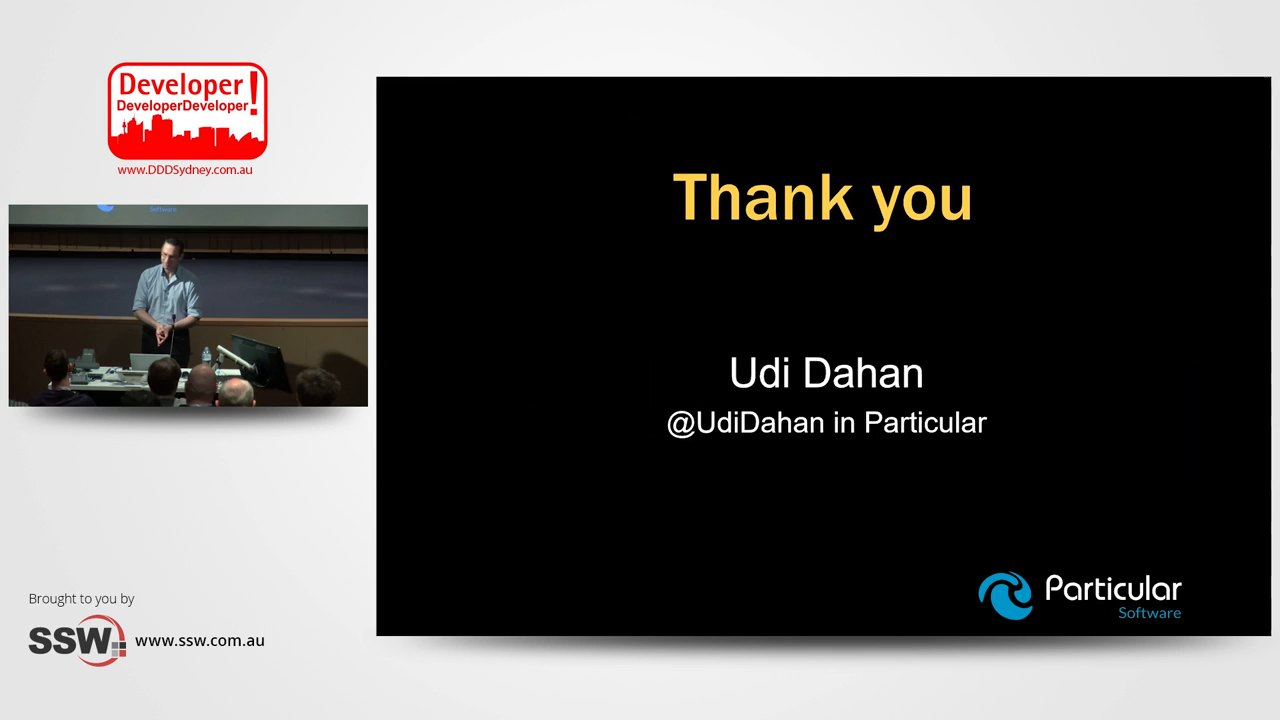 Developer!
DeveloperDeveloper
www.DDDSydney.com.au
Software
Thank you
Udi Dahan
@UdiDahan in Particular
Particular
Software
Brought to you by
SSW
www.ssw.com.au